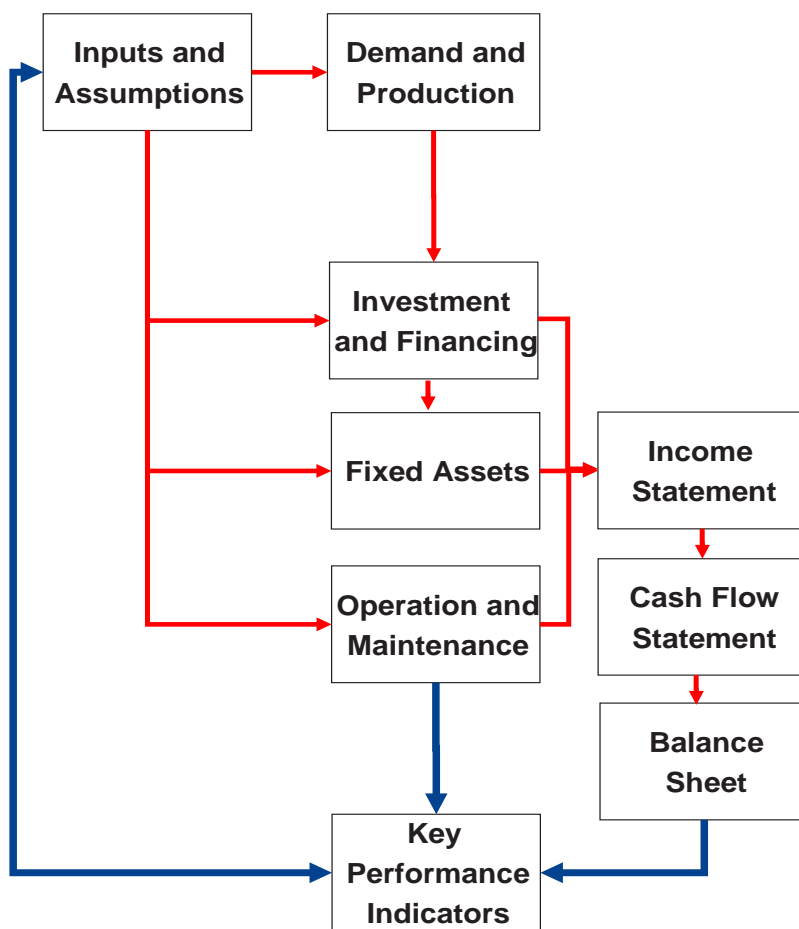 Inputs and
Assumptions
Demand and
Production
Investment
and Financing
Fixed Assets
Income
Statement
Operation and
Maintenance
Cash Flow
Statement
Balance
Sheet
Key
Performance
Indicators